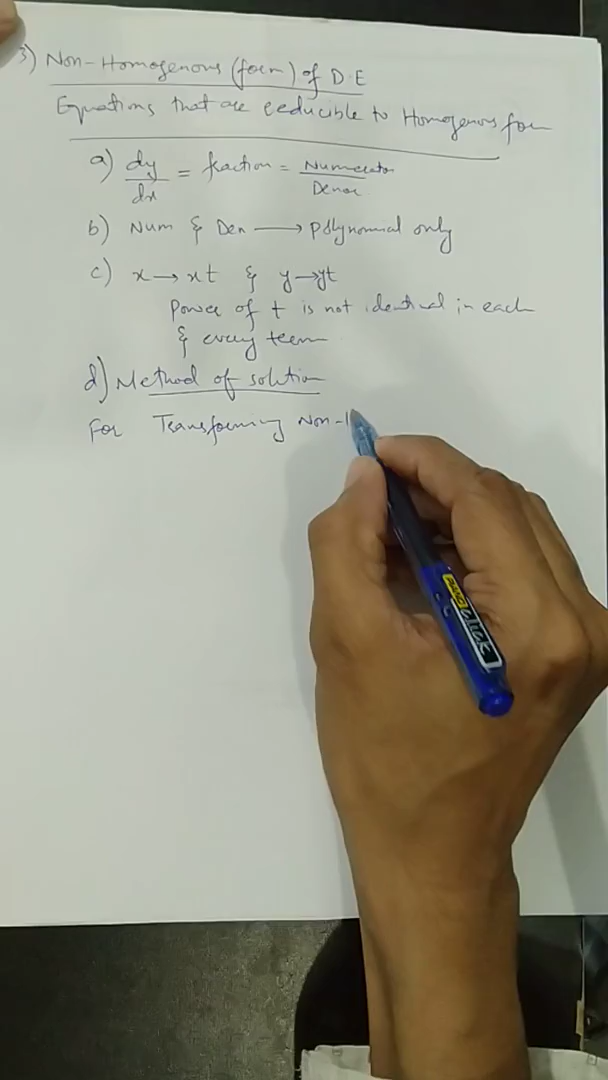 3) Non-Homogenous (form) of D.E
Equations that are reducible to Homogenous form
a) dy/dx = fraction = Numerator/Denor
b) Num & Den → polynomial only
c) x → xt & y → yt
Power of t is not identical in each
& every term
d) Method of solution
For Transforming Non-
click